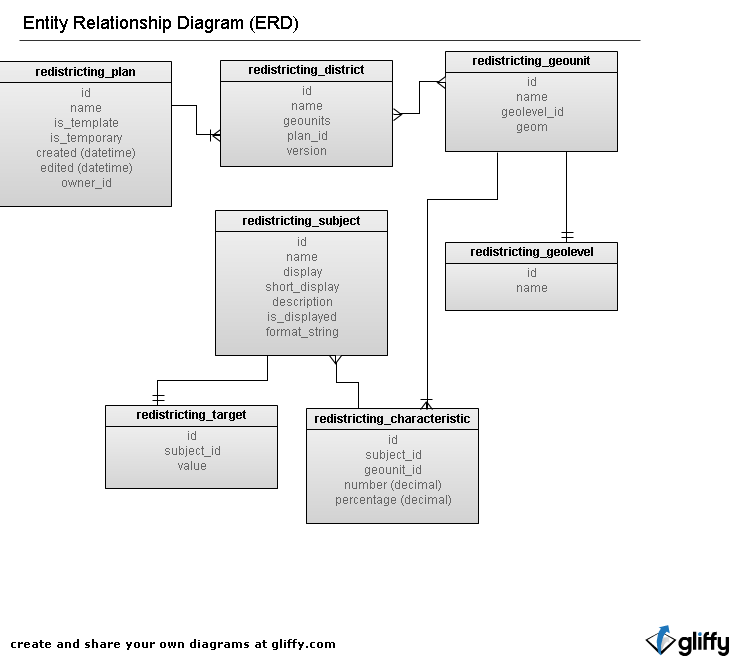 Entity Relationship Diagram (ERD)
redistricting_plan
id
name
is_template
is_temporary
created (datetime)
edited (datetime)
owner_id
redistricting_district
id
name
geounits
plan_id
version
redistricting_geounit
id
name
geolevel_id
geom
redistricting_subject
id
name
display
short_display
description
is_displayed
format_string
redistricting_geolevel
id
name
redistricting_target
id
subject_id
value
redistricting_characteristic
id
subject_id
geounit_id
number (decimal)
percentage (decimal)
create and share your own diagrams at gliffy.com
gliffy